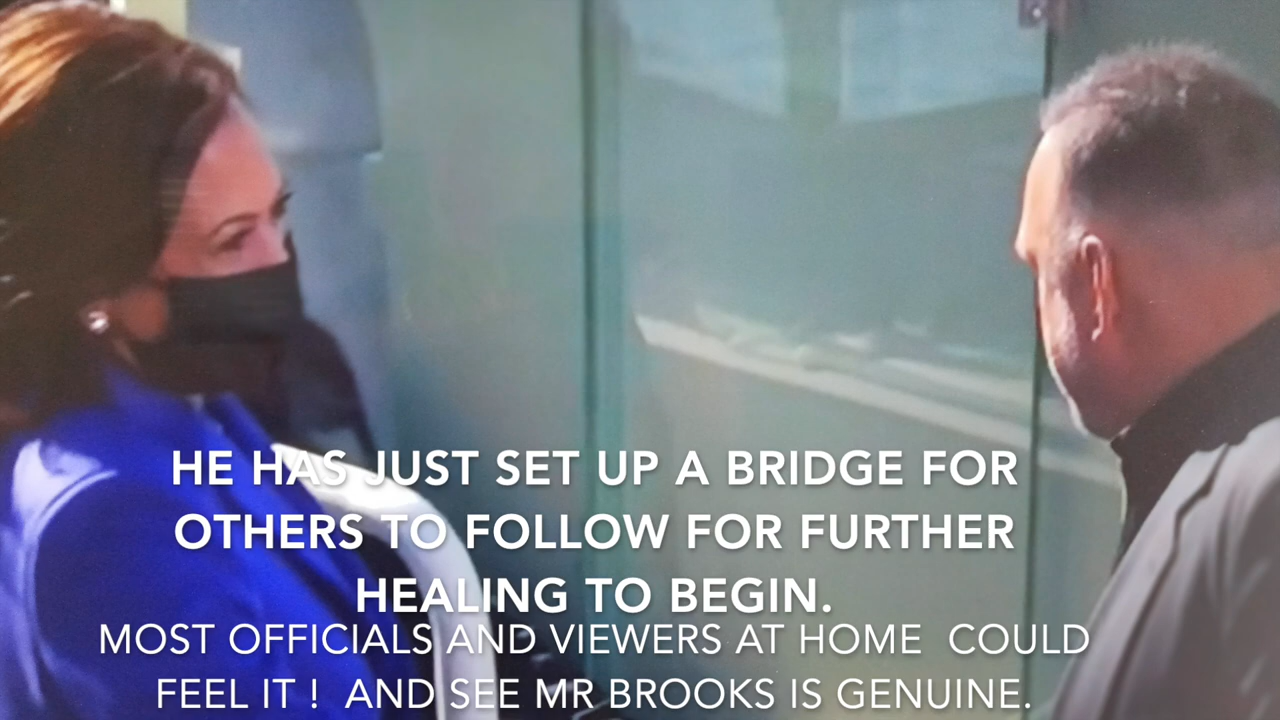 HE HAS JUST SET UP A BRIDGE FOR
OTHERS TO FOLLOW FOR FURTHER
HEALING TO BEGIN.
MOST OFFICIALS AND VIEWERS AT HOME COULD
FEEL IT ! AND SEE MR BROOKS IS GENUINE.